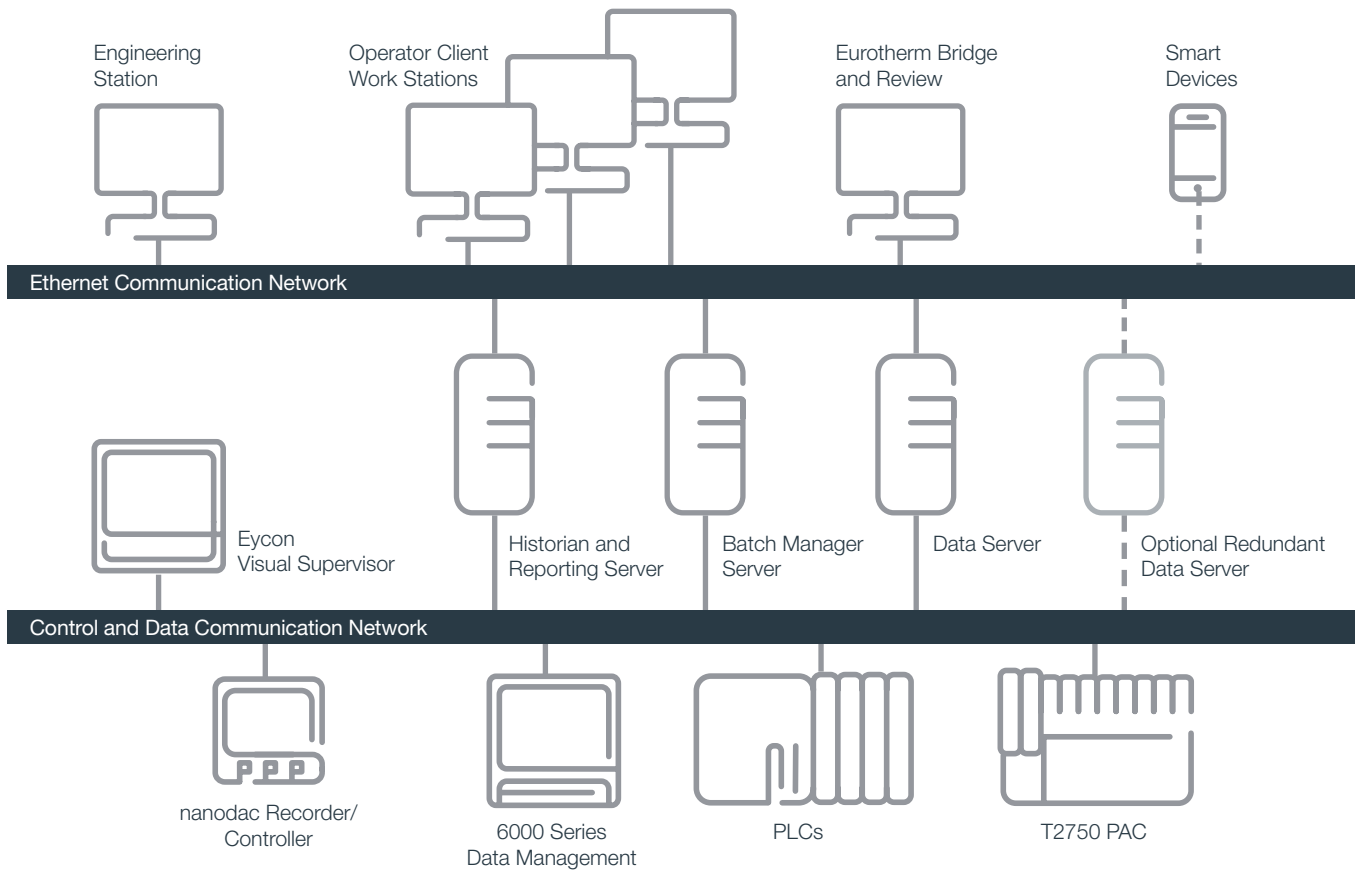 Engineering
Station
Operator Client
Work Stations
Eurotherm Bridge
and Review
Smart
Devices
Ethernet Communication Network
Eycon
Visual Supervisor
Historian and
Reporting Server
Batch Manager
Server
Data Server
Optional Redundant
Data Server
Control and Data Communication Network
nanodac Recorder/
Controller
6000 Series
Data Management
PLCs
T2750 PAC